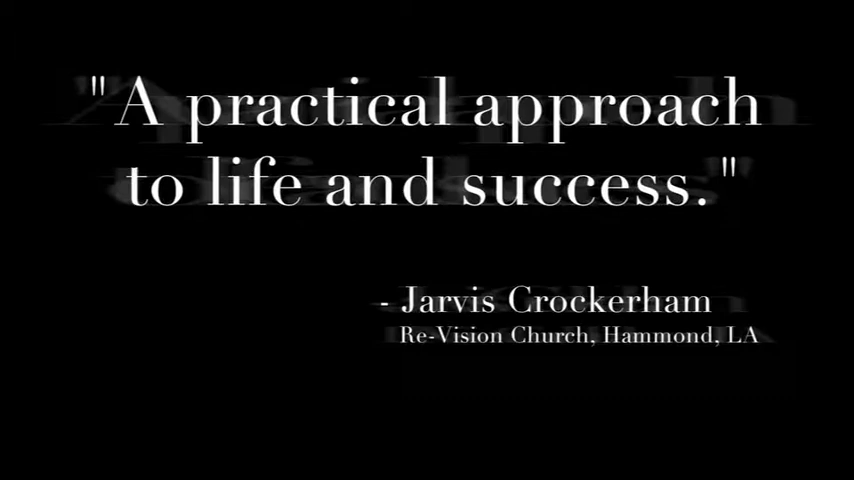 "A practical approach
to life and success."
- Jarvis Crockerham
Re-Vision Church, Hammond, LA